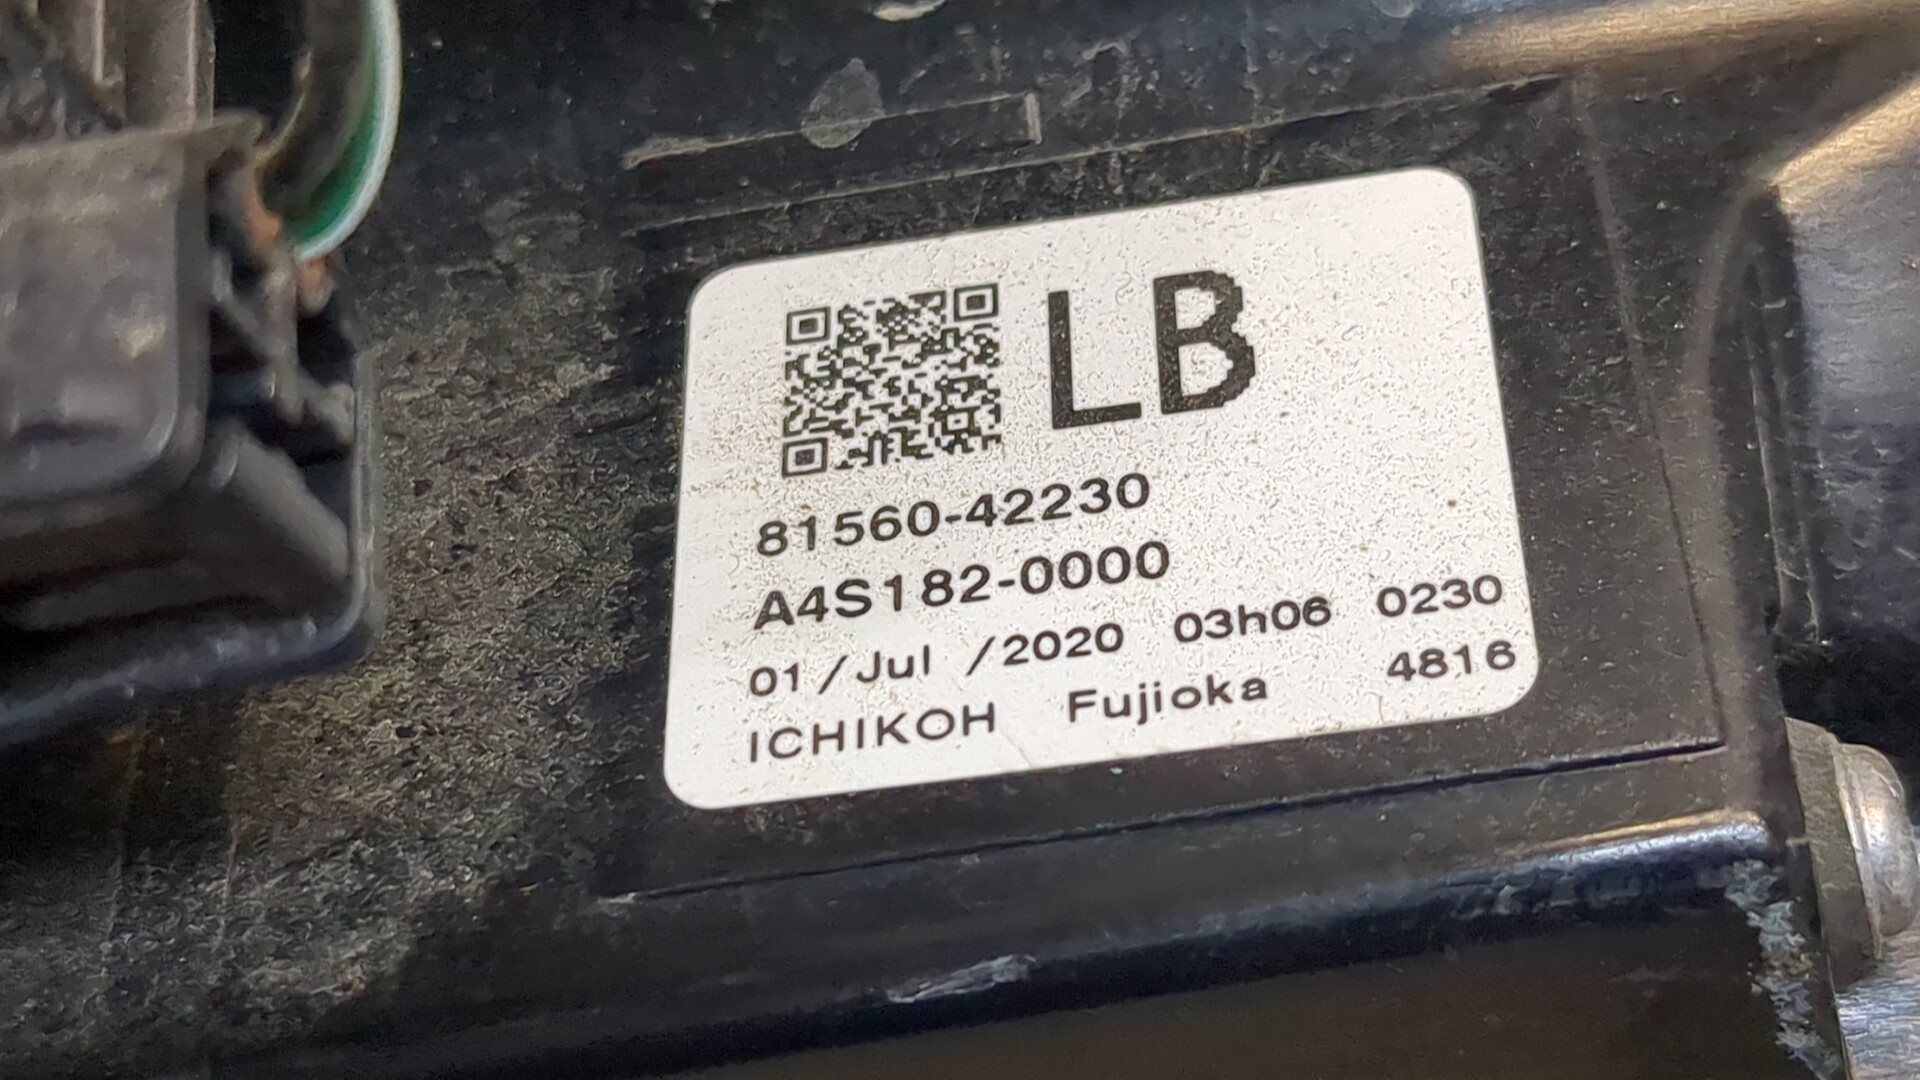 LB
81560-42230
A4S182-0000
01/Jul /2020 03h06 0230
ICHIKOH Fujioka 4816